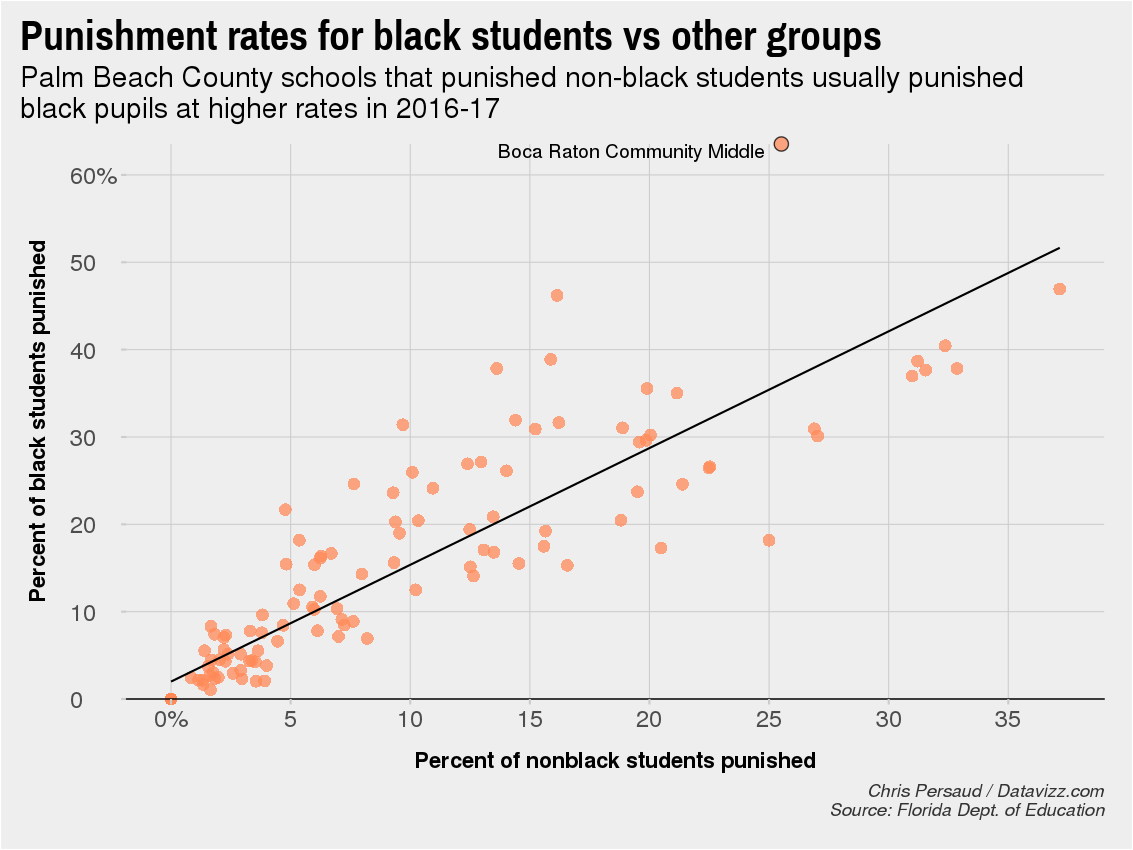 Punishment rates for black students vs other groups
Palm Beach County schools that punished non-black students usually punished
black pupils at higher rates in 2016-17
Boca Raton Community Middle
60%
50
40
30
20
10
0
Percent of black students punished
0% 5 10 15 20 25 30 35
Percent of nonblack students punished
Chris Persaud / Datavizz.com
Source: Florida Dept. of Education